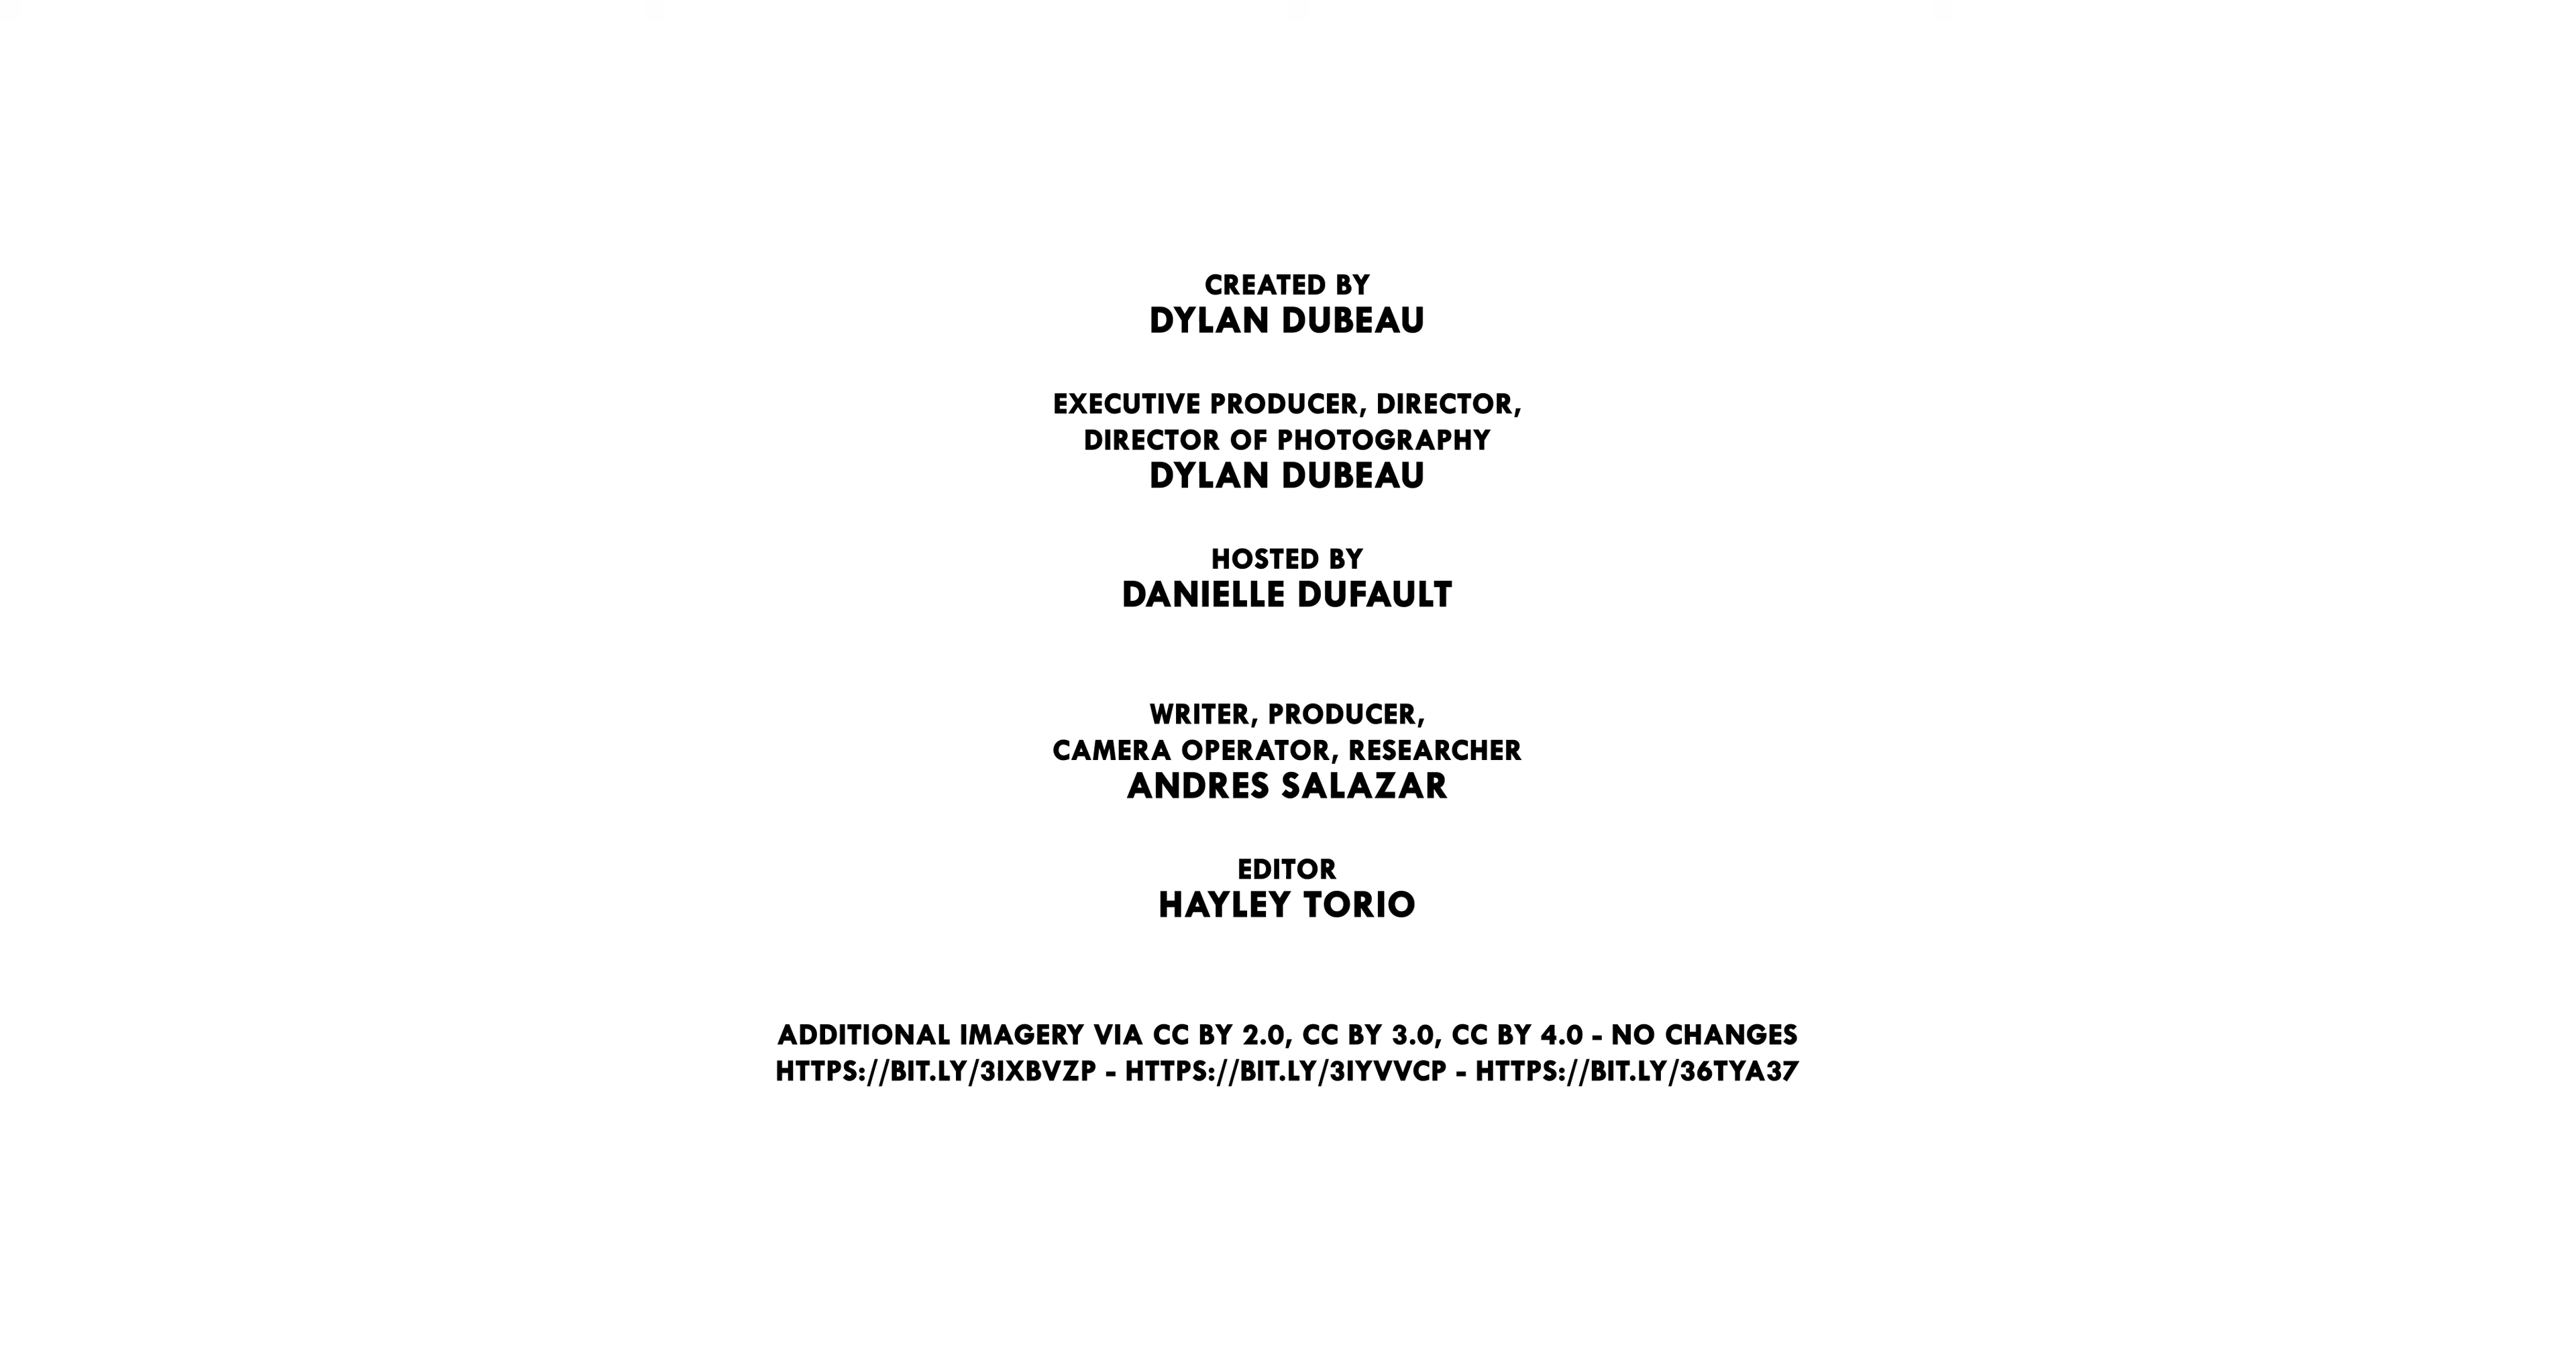 CREATED BY
DYLAN DUBEAU
EXECUTIVE PRODUCER, DIRECTOR,
DIRECTOR OF PHOTOGRAPHY
DYLAN DUBEAU
HOSTED BY
DANIELLE DUFAULT
WRITER, PRODUCER,
CAMERA OPERATOR, RESEARCHER
ANDRES SALAZAR
EDITOR
HAYLEY TORIO
ADDITIONAL IMAGERY VIA CC BY 2.0, CC BY 3.0, CC BY 4.0 - NO CHANGES
HTTPS://BIT.LY/3IXBVZP - HTTPS://BIT.LY/3IYVVCP - HTTPS://BIT.LY/36TYA37